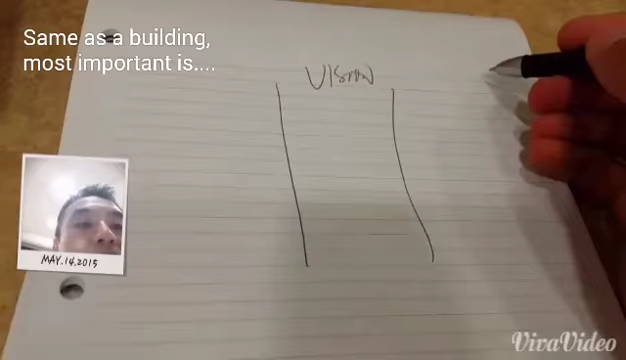 Same as a building,
most important is....
VISION
MAY.14.2015
VivaVideo